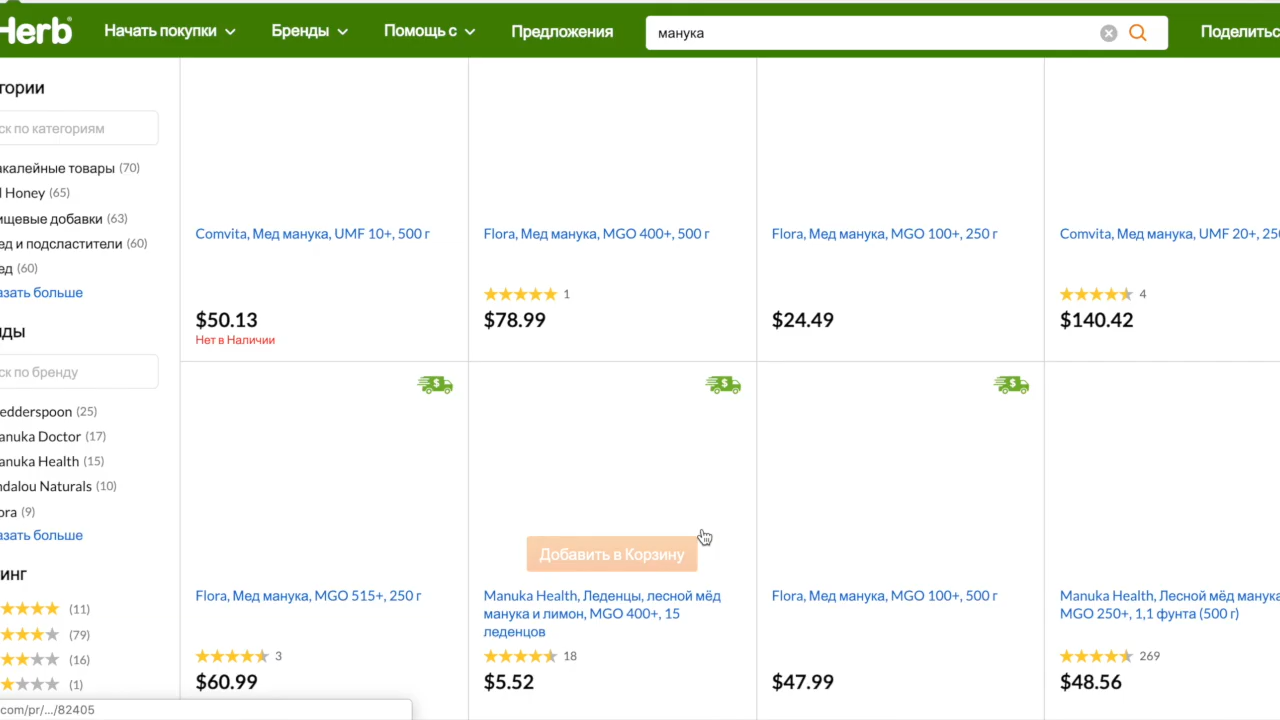 Herb Начать покупки Бренды Помощь с Предложения манука Поделитьс
гории
ск по категориям
акалейные товары (70)
l Honey (65)
ищевые добавки (63)
ед и подсластители (60)
ед (60)
азать больше
нды
ск по бренду
edderspoon (25)
anuka Doctor (17)
anuka Health (15)
ndalou Naturals (10)
ora (9)
азать больше
инг
(11)
(79)
(16)
(1)
com/pr/.../82405
Comvita, Мед манука, UMF 10+, 500 г
$50.13
Нет в Наличии
Flora, Мед манука, MGO 400+, 500 г
1
$78.99
Flora, Мед манука, MGO 100+, 250 г
$24.49
Comvita, Мед манука, UMF 20+, 250
4
$140.42
Flora, Мед манука, MGO 515+, 250 г
3
$60.99
Добавить в Корзину
Manuka Health, Леденцы, лесной мёд
манука и лимон, MGO 400+, 15
леденцов
18
$5.52
Flora, Мед манука, MGO 100+, 500 г
$47.99
Manuka Health, Лесной мёд манука
MGO 250+, 1,1 фунта (500 г)
269
$48.56